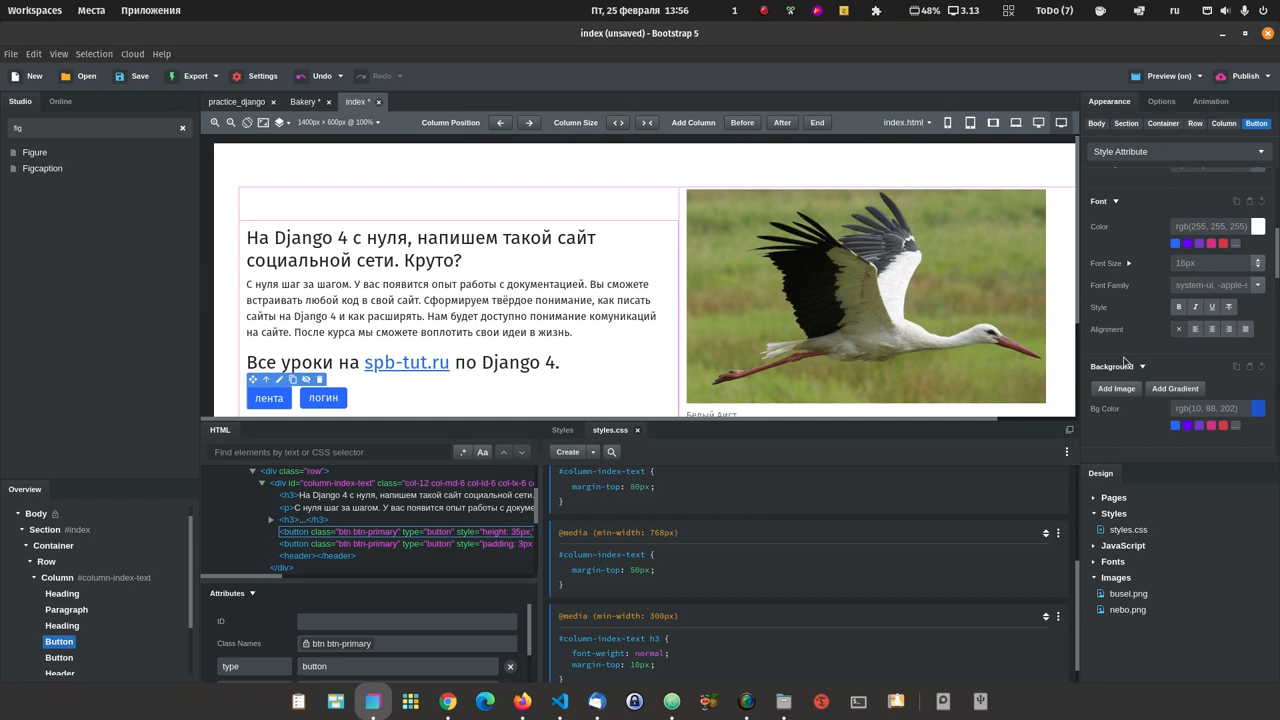 Workspaces Места Приложения Пт, 25 февраля 13:56 1 48% 3.13 ToDo (7) ru
index (unsaved) - Bootstrap 5
File Edit View Selection Cloud Help
New Open Save Export Settings Undo Redo Preview (on) Publish
Studio Online
fig
Figure
Figcaption
practice_django Bakery * index *
1400px × 600px @ 100% Column Position Column Size Add Column Before After End index.html
На Django 4 с нуля, напишем такой сайт
социальной сети. Круто?
С нуля шаг за шагом. У вас появится опыт работы с документацией. Вы сможете
встраивать любой код в свой сайт. Сформируем твёрдое понимание, как писать
сайты на Django 4 и как расширять. Нам будет доступно понимание комуникаций
на сайте. После курса мы сможете воплотить свои идеи в жизнь.
Все уроки на spb-tut.ru по Django 4.
лента логин
Белый Аист
Appearance Options Animation
Body Section Container Row Column Button
Style Attribute
Font
Color rgb(255, 255, 255)
Font Size 16px
Font Family system-ui, -apple-s
Style B I U T
Alignment
Background
Add Image Add Gradient
Bg Color rgb(10, 88, 202)
Overview
Body
Section #index
Container
Row
Column #column-index-text
Heading
Paragraph
Heading
Button
Button
Header
HTML
Find elements by text or CSS selector .* Aa
<div class="row">
<div id="column-index-text" class="col-12 col-md-6 col-ld-6 col-lx-6 c
<h3>На Django 4 с нуля, напишем такой сайт социальной сети.
<p>С нуля шаг за шагом. У вас появится опыт работы с докуме
<h3>...</h3>
<button class="btn btn-primary" type="button" style="height: 35px;
<button class="btn btn-primary" type="button" style="padding: 3px
<header></header>
</div>
Attributes
ID
Class Names btn btn-primary
type button
Styles styles.css
Create
#column-index-text {
margin-top: 80px;
}
@media (min-width: 768px)
#column-index-text {
margin-top: 50px;
}
@media (min-width: 300px)
#column-index-text h3 {
font-weight: normal;
margin-top: 10px;
}
Design
Pages
Styles
styles.css
JavaScript
Fonts
Images
busel.png
nebo.png